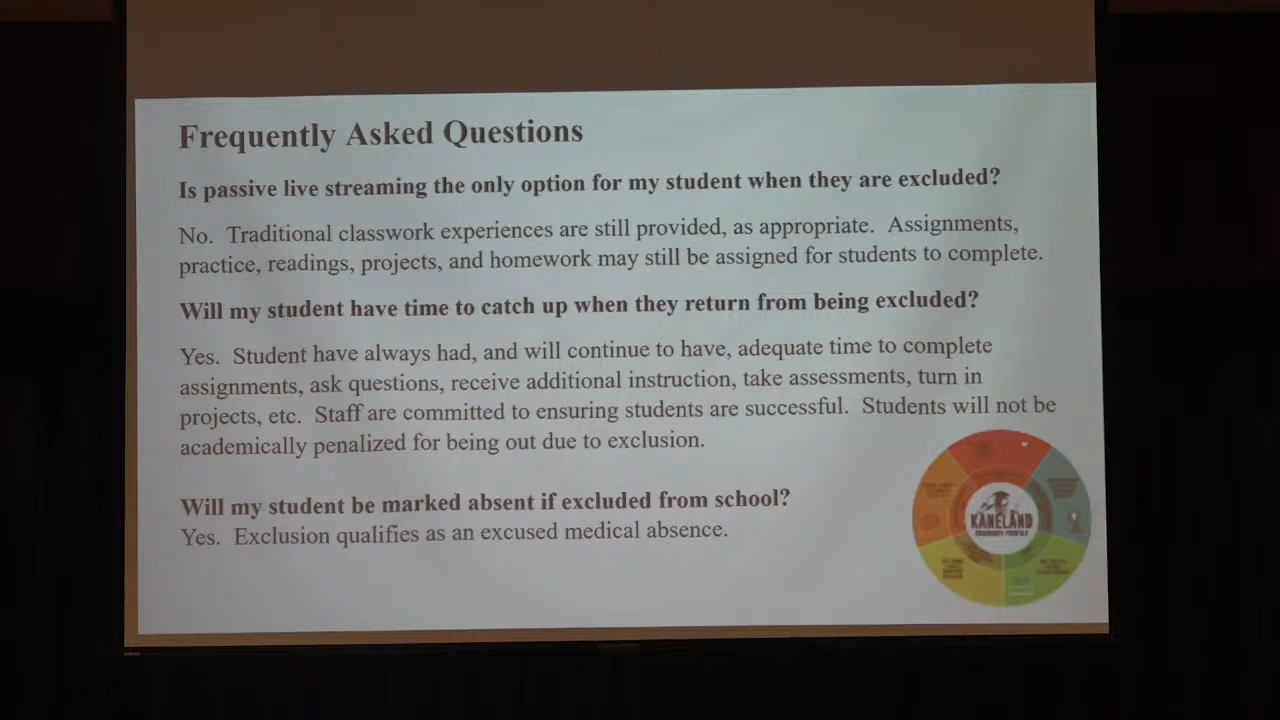 Frequently Asked Questions
Is passive live streaming the only option for my student when they are excluded?
No. Traditional classwork experiences are still provided, as appropriate. Assignments,
practice, readings, projects, and homework may still be assigned for students to complete.
Will my student have time to catch up when they return from being excluded?
Yes. Student have always had, and will continue to have, adequate time to complete
assignments, ask questions, receive additional instruction, take assessments, turn in
projects, etc. Staff are committed to ensuring students are successful. Students will not be
academically penalized for being out due to exclusion.
Will my student be marked absent if excluded from school?
Yes. Exclusion qualifies as an excused medical absence.
KANELAND